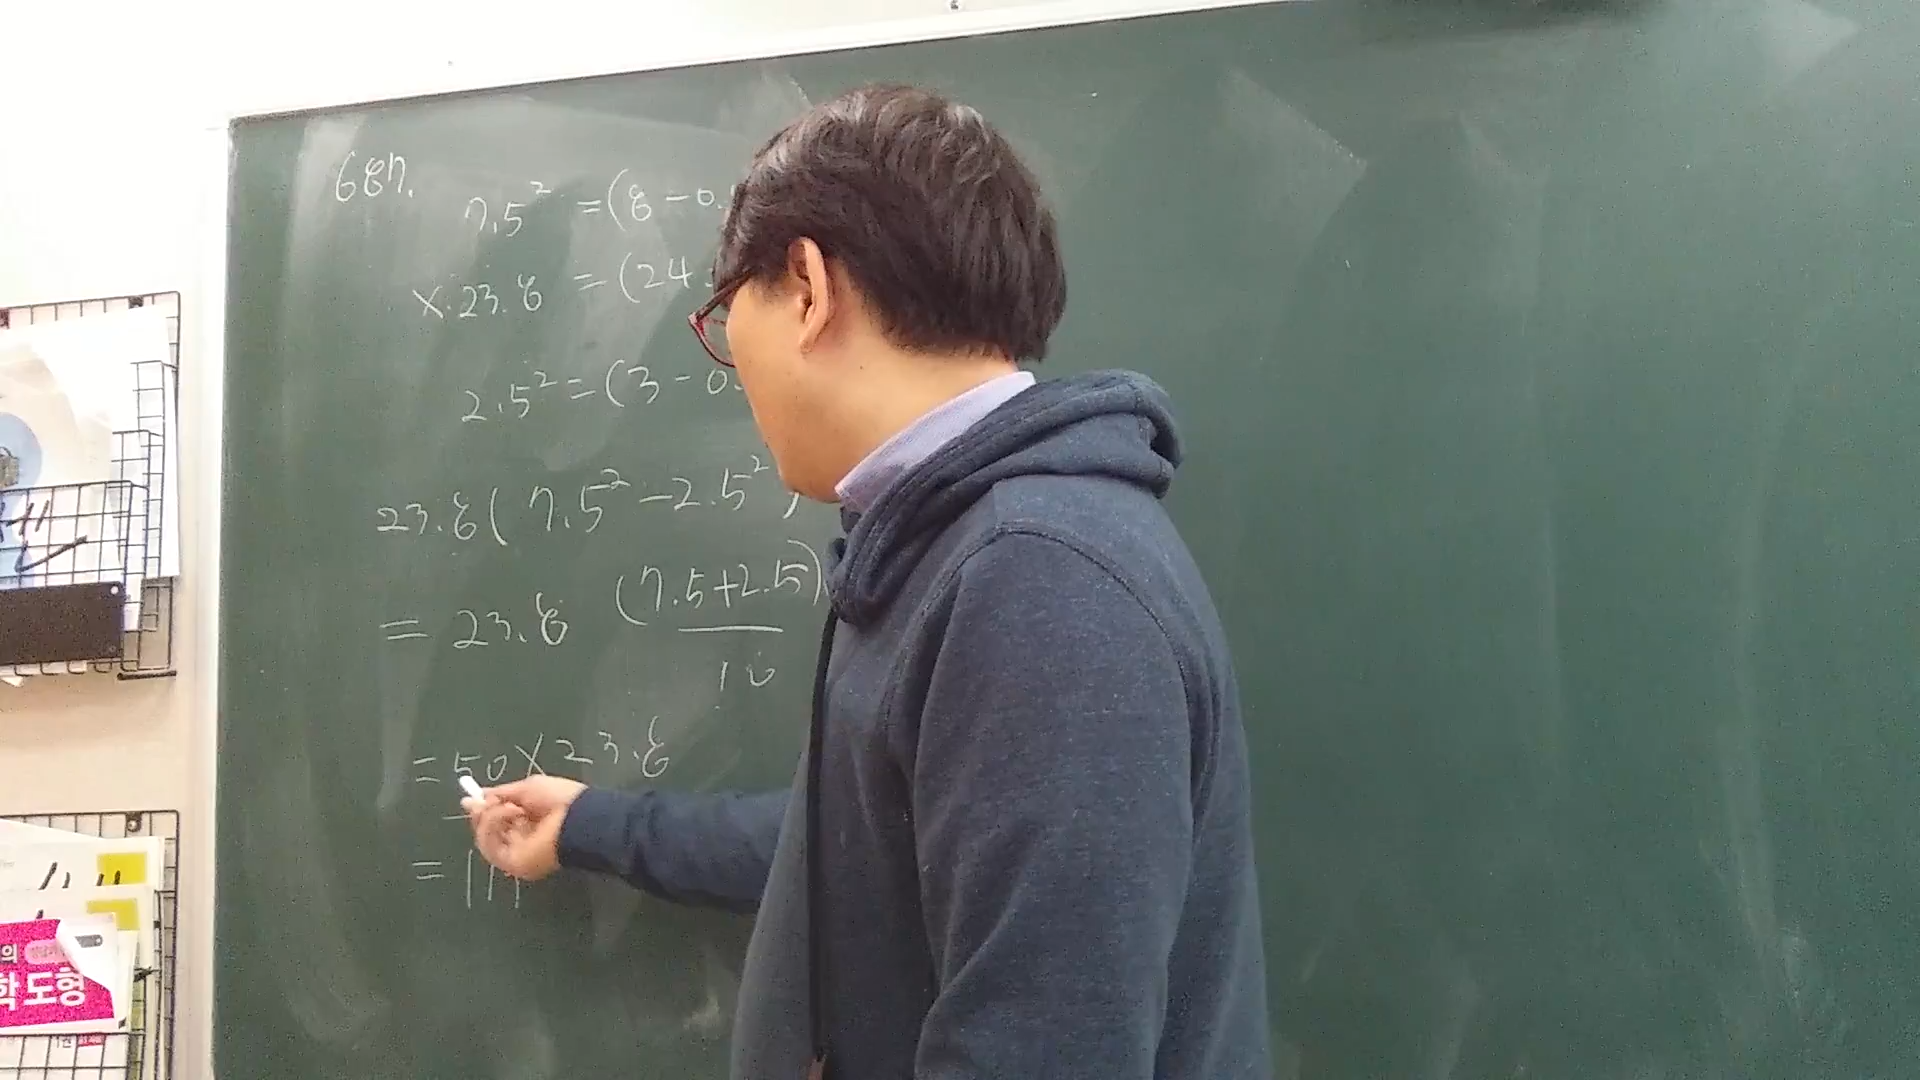 687.
7.5² = (8 - 0.
× 23.8 = (24
2.5² = (3 - 0.
23.8 ( 7.5² - 2.5² )
= 23.8 (7.5+2.5)
10
= 50 × 23.8
= 11
의
학 도형